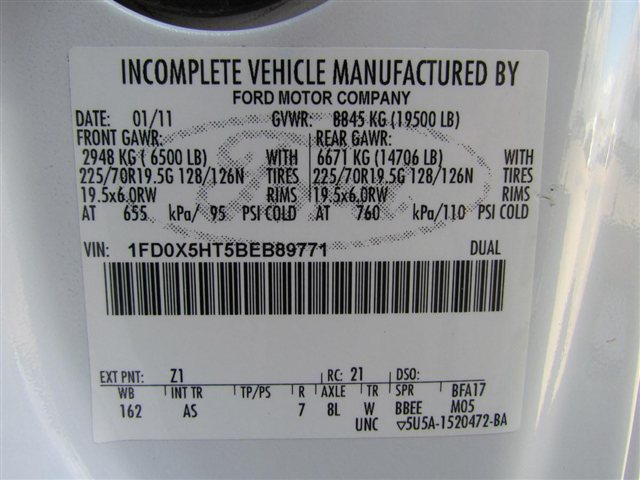 INCOMPLETE VEHICLE MANUFACTURED BY
FORD MOTOR COMPANY
DATE: 01/11 GVWR: 8845 KG (19500 LB)
FRONT GAWR: REAR GAWR:
2948 KG ( 6500 LB) WITH 6671 KG (14706 LB) WITH
225/70R19.5G 128/126N TIRES 225/70R19.5G 128/126N TIRES
19.5x6.0RW RIMS 19.5x6.0RW RIMS
AT 655 kPa/ 95 PSI COLD AT 760 kPa/110 PSI COLD
VIN: 1FD0X5HT5BEB89771 DUAL
EXT PNT: Z1 RC: 21 DSO:
WB INT TR TP/PS R AXLE TR SPR BFA17
162 AS 7 8L W BBEE M05
UNC ▽5U5A-1520472-BA